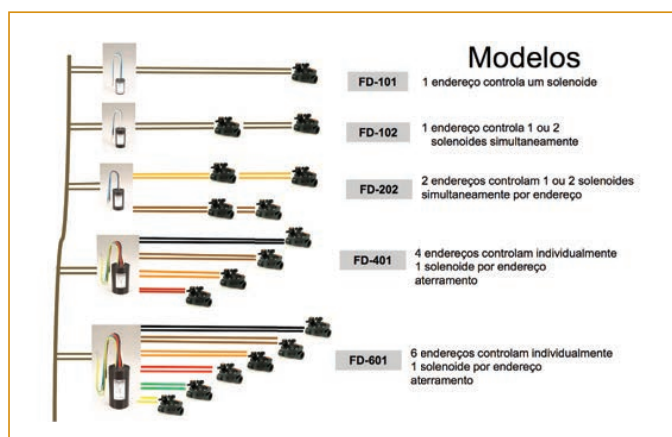 Modelos
FD-101
1 endereço controla um solenoide
FD-102
1 endereço controla 1 ou 2
solenoides simultaneamente
FD-202
2 endereços controlam 1 ou 2 solenoides
simultaneamente por endereço
FD-401
4 endereços controlam individualmente
1 solenoide por endereço
aterramento
FD-601
6 endereços controlam individualmente
1 solenoide por endereço
aterramento